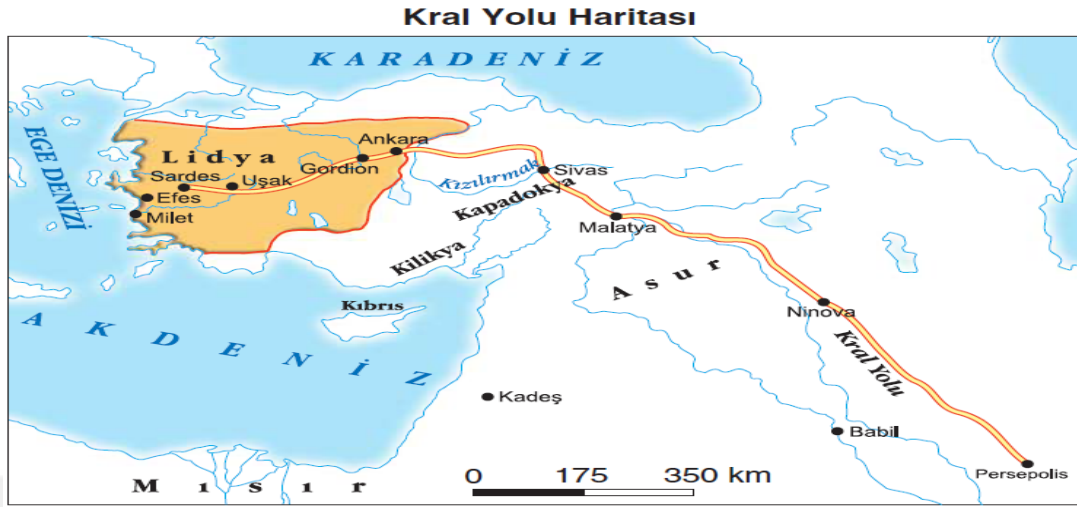 Kral Yolu Haritası
KARADENİZ
EGE DENİZİ
Lidya
Ankara
Gordion
Sardes
Uşak
Efes
Milet
Kızılırmak
Sivas
Kapadokya
Malatya
Kilikya
Asur
Kıbrıs
Ninova
AKDENİZ
Kral Yolu
Kadeş
Babil
Persepolis
Mısır
0 175 350 km